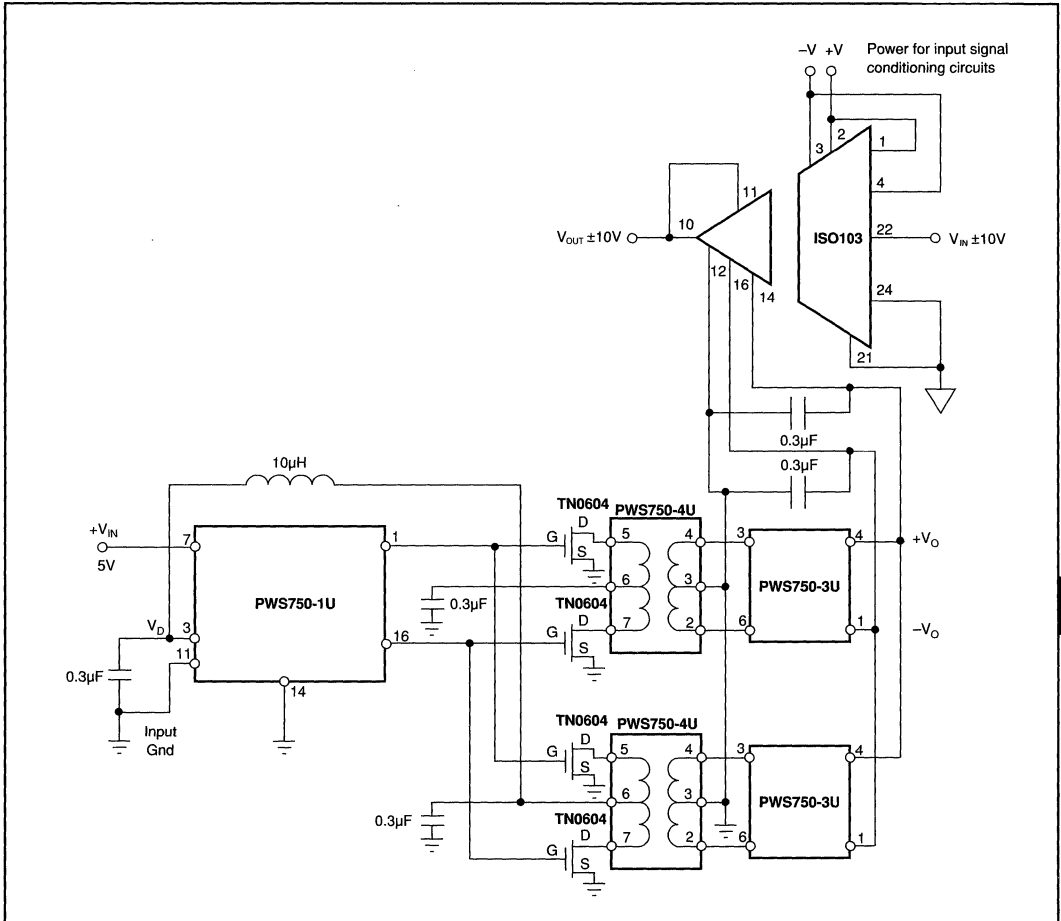 –V +V Power for input signal
conditioning circuits
2
3
1
4
11
10
VOUT ±10V
ISO103
22
VIN ±10V
12
16
14
24
21
0.3µF
0.3µF
10µH
TN0604
PWS750-4U
+VIN
7
5V
1
G
D
S
5
4
3
4
+VO
PWS750-1U
6
3
PWS750-3U
0.3µF
TN0604
VD
3
16
G
D
S
7
2
6
1
–VO
11
0.3µF
14
Input
Gnd
TN0604
PWS750-4U
G
D
S
5
4
3
4
6
3
PWS750-3U
0.3µF
TN0604
G
D
S
7
2
6
1